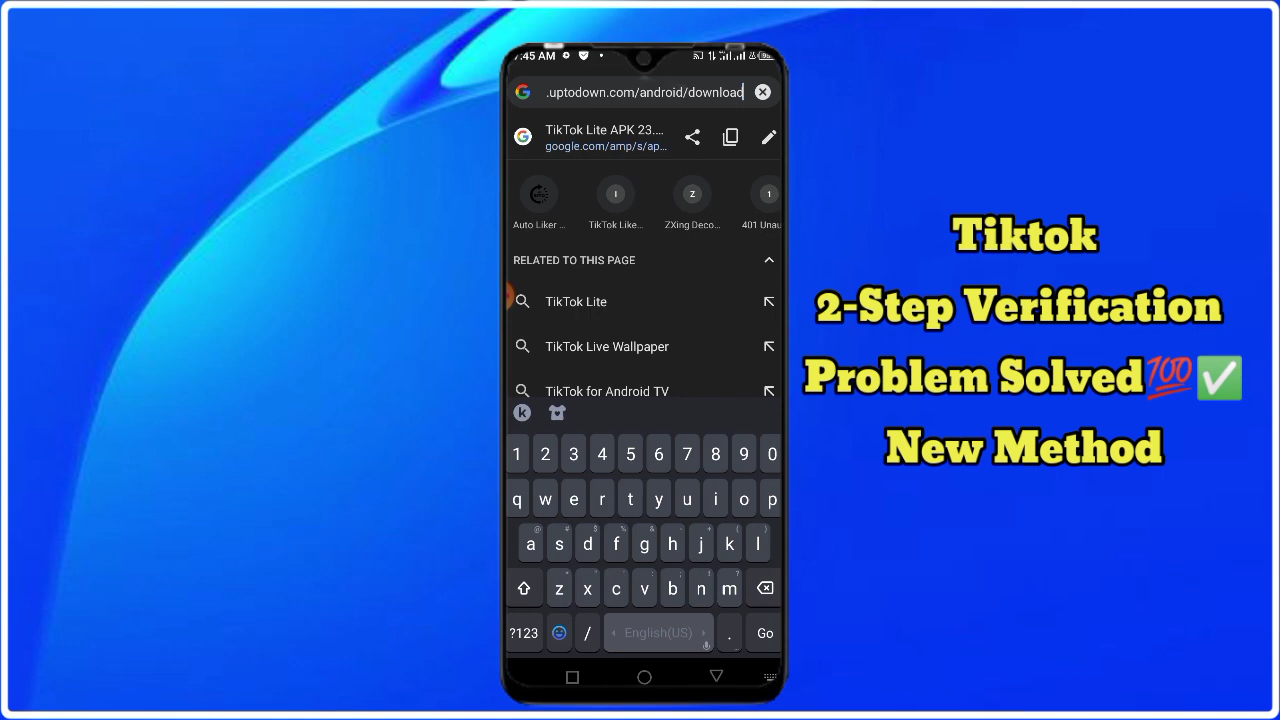 :45 AM
.uptodown.com/android/download
TikTok Lite APK 23....
google.com/amp/s/ap...
Auto Liker ...
TikTok Like...
ZXing Deco...
401 Unau
RELATED TO THIS PAGE
TikTok Lite
TikTok Live Wallpaper
TikTok for Android TV
1 2 3 4 5 6 7 8 9 0
q w e r t y u i o p
a s d f g h j k l
z x c v b n m
?123 / English(US) . Go
Tiktok
2-Step Verification
Problem Solved💯✅
New Method